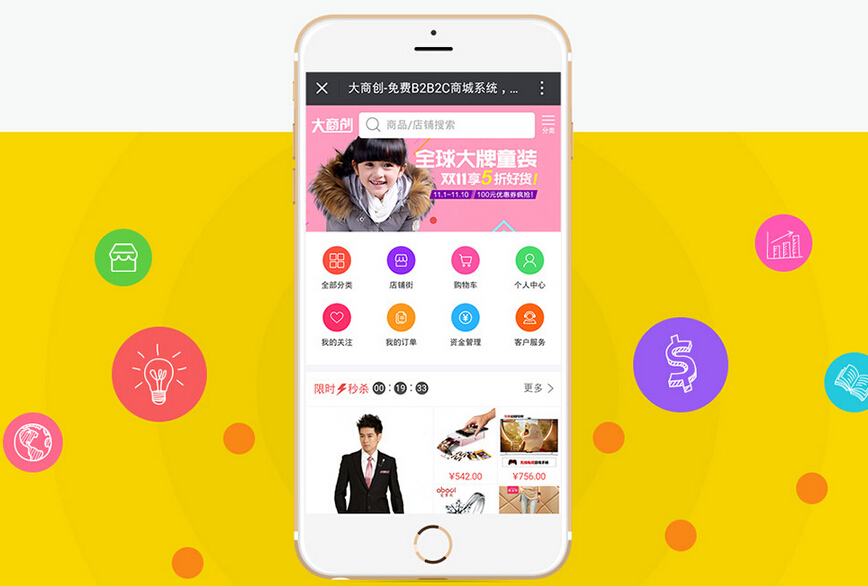 大商创-免费B2B2C商城系统，...
大商创
商品/店铺搜索
分类
全球大牌童装
双11享5折好货!
11.1-11.10 100元优惠券疯抢!
全部分类
店铺街
购物车
个人中心
我的关注
我的订单
资金管理
客户服务
限时秒杀 00 : 19 : 33
更多
¥542.00
¥756.00
abool